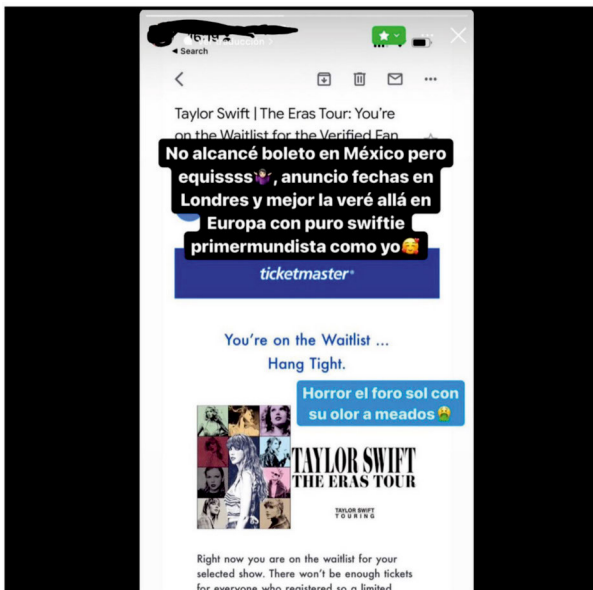 ◂ Search
Taylor Swift | The Eras Tour: You're
on the Waitlist for the Verified Fan
No alcancé boleto en México pero
equissss🤷🏻‍♀️, anuncio fechas en
Londres y mejor la veré allá en
Europa con puro swiftie
primermundista como yo🥰
ticketmaster®
You're on the Waitlist ...
Hang Tight.
Horror el foro sol con
su olor a meados🤮
TAYLOR SWIFT
THE ERAS TOUR
TAYLOR SWIFT
TOURING
Right now you are on the waitlist for your
selected show. There won't be enough tickets
for everyone who registered so a limited